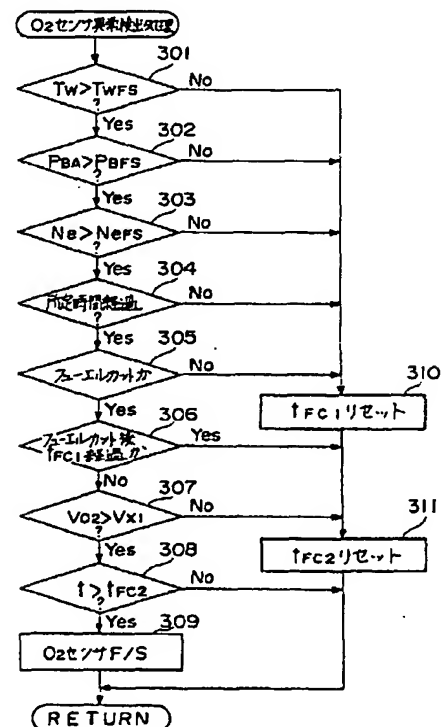 O2センサ異常検出処理
301
TW>TWFS
?
No
Yes
302
PBA>PBFS
?
No
Yes
303
Ne>NeFS
?
No
Yes
304
所定時間経過
?
No
Yes
305
フューエルカットか
No
Yes
306
フューエルカット後
tFC1経過か
Yes
No
310
tFC1リセット
307
VO2>VX1
?
No
Yes
311
tFC2リセット
308
t>tFC2
?
No
Yes
309
O2センサF/S
RETURN